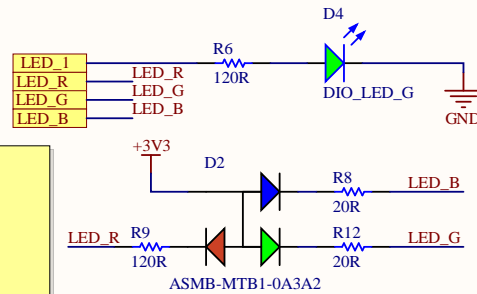 D4
LED_1
R6
120R
DIO_LED_G
GND
LED_R
LED_R
LED_G
LED_G
LED_B
LED_B
+3V3
D2
R8
20R
LED_B
LED_R
R9
120R
R12
20R
LED_G
ASMB-MTB1-0A3A2